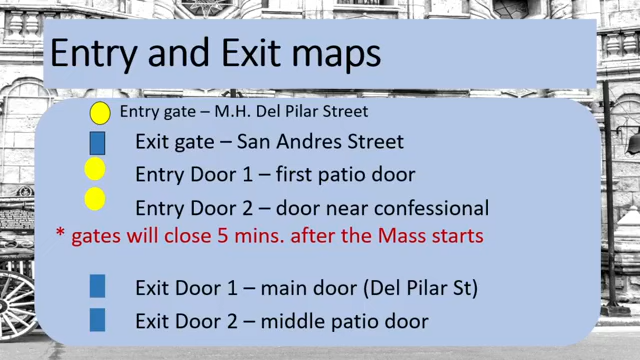 Entry and Exit maps
Entry gate – M.H. Del Pilar Street
Exit gate – San Andres Street
Entry Door 1 – first patio door
Entry Door 2 – door near confessional
* gates will close 5 mins. after the Mass starts
Exit Door 1 – main door (Del Pilar St)
Exit Door 2 – middle patio door